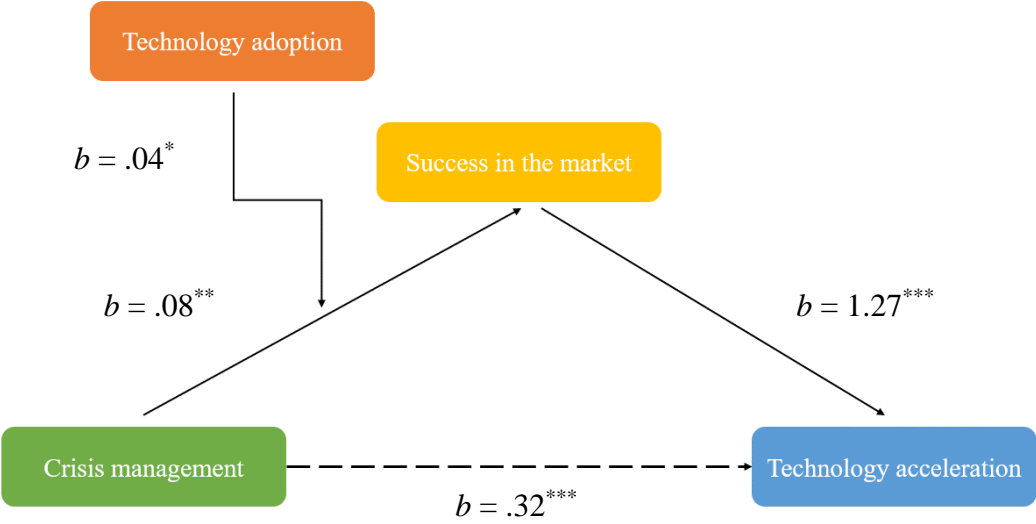 Technology adoption
b = .04*
Success in the market
b = .08**
b = 1.27***
Crisis management
Technology acceleration
b = .32***